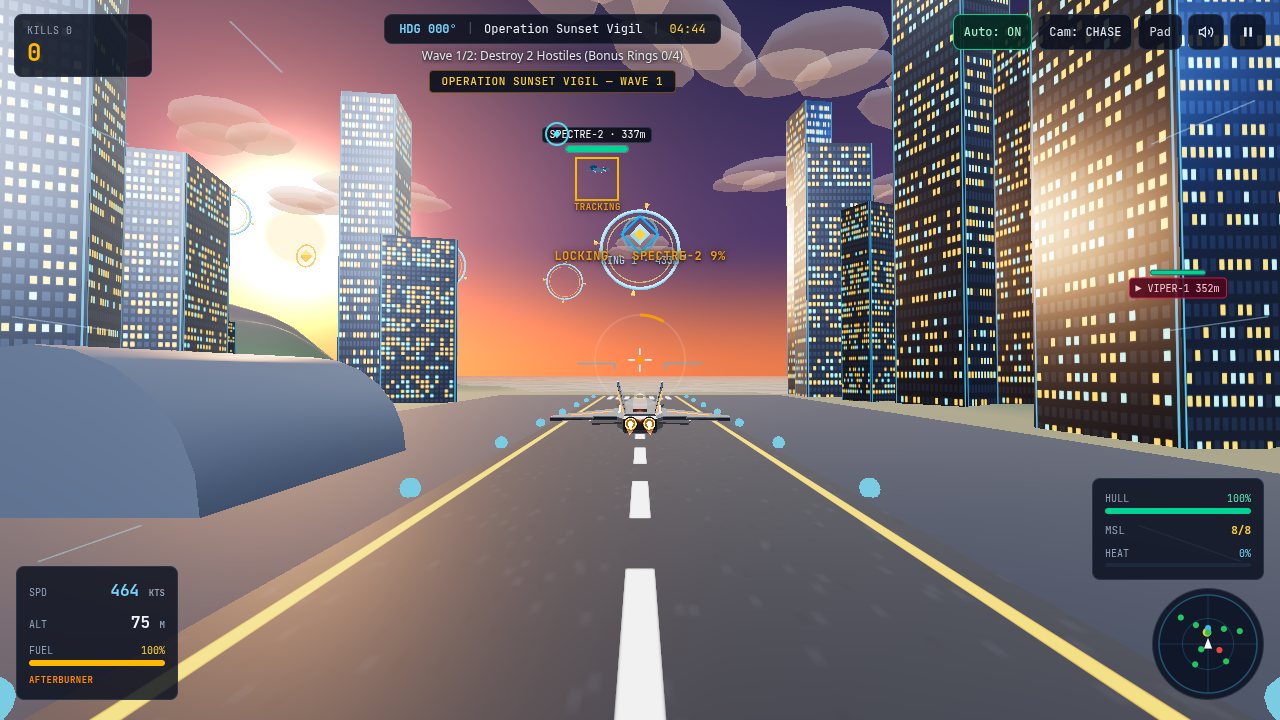 KILLS 0
0
HDG 000° | Operation Sunset Vigil | 04:44
Wave 1/2: Destroy 2 Hostiles (Bonus Rings 0/4)
OPERATION SUNSET VIGIL — WAVE 1
Auto: ON
Cam: CHASE
Pad
SPECTRE-2 · 337m
TRACKING
LOCKING SPECTRE-2 9%
▶ VIPER-1 352m
SPD 464 KTS
ALT 75 M
FUEL 100%
AFTERBURNER
HULL 100%
MSL 8/8
HEAT 0%